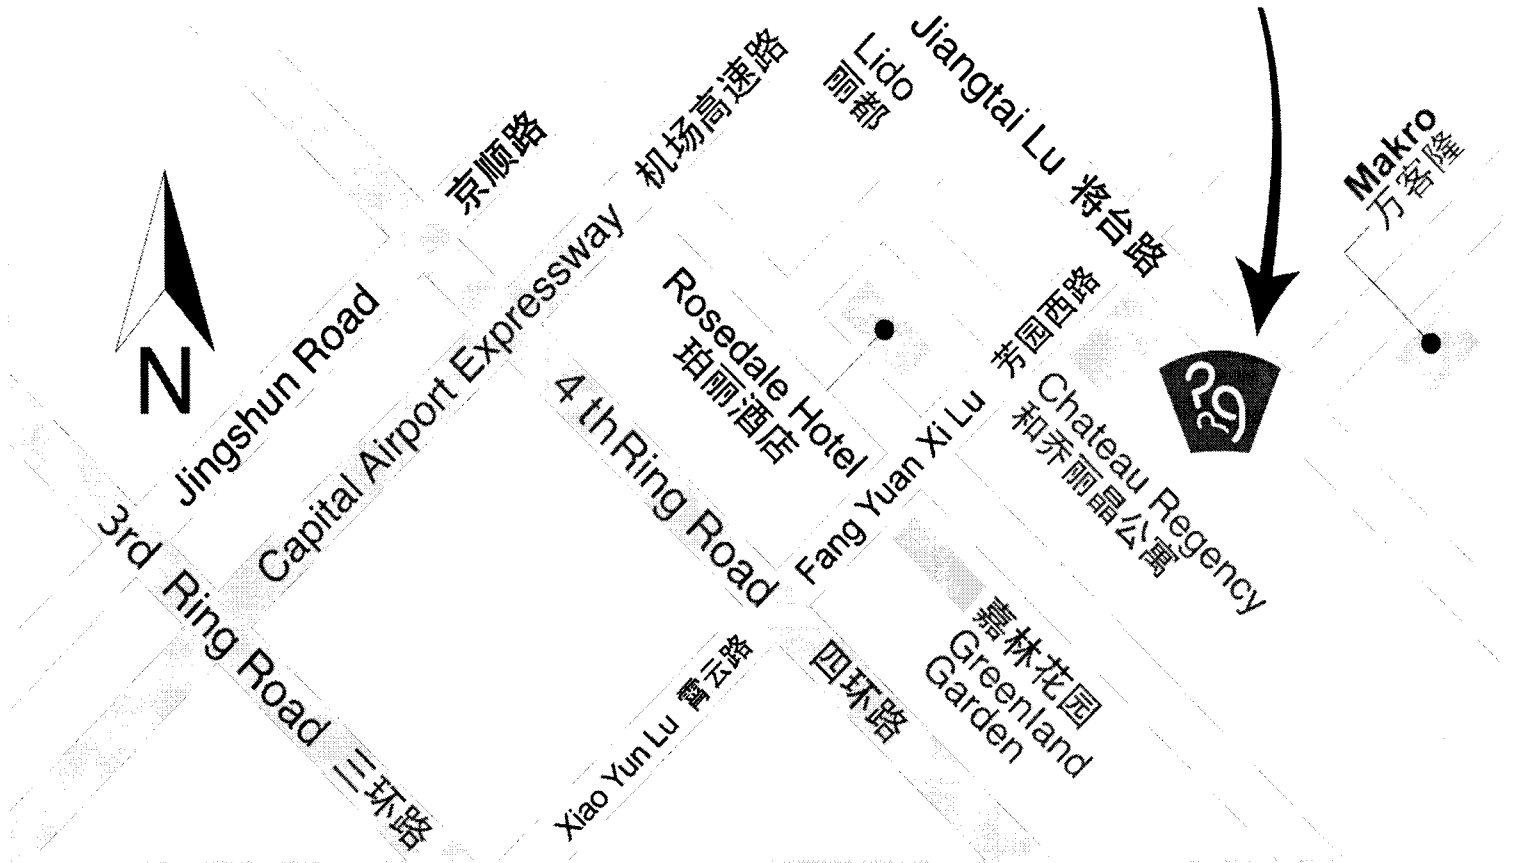 Jiangtai Lu 将台路
Lido
丽都
机场高速路
京顺路
Makro
万客隆
N
Jingshun Road
Capital Airport Expressway
Rosedale Hotel
珀丽酒店
芳园西路
Fang Yuan Xi Lu
Chateau Regency
和乔丽晶公寓
4 th Ring Road
四环路
3rd Ring Road 三环路
Xiao Yun Lu 霄云路
嘉林花园
Greenland
Garden